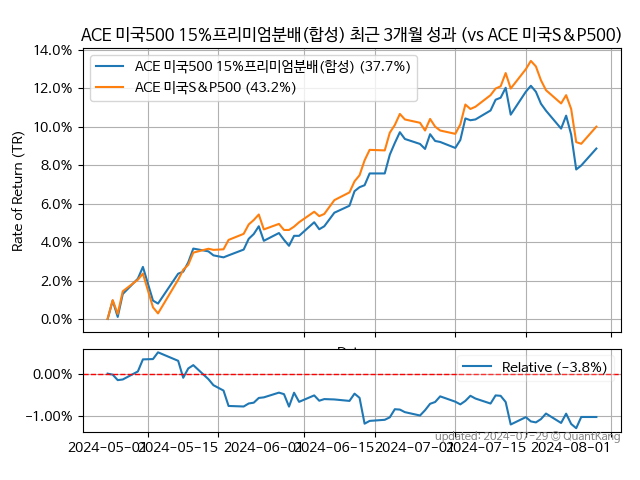 ACE 미국500 15%프리미엄분배(합성) 최근 3개월 성과 (vs ACE 미국S&P500)
14.0%
12.0%
10.0%
8.0%
6.0%
4.0%
2.0%
0.0%
Rate of Return (TR)
ACE 미국500 15%프리미엄분배(합성) (37.7%)
ACE 미국S&P500 (43.2%)
0.00%
−1.00%
Relative (−3.8%)
updated: 2024-07-29 © QuantKang
2024-05-01
2024-05-15
2024-06-01
2024-06-15
2024-07-01
2024-07-15
2024-08-01